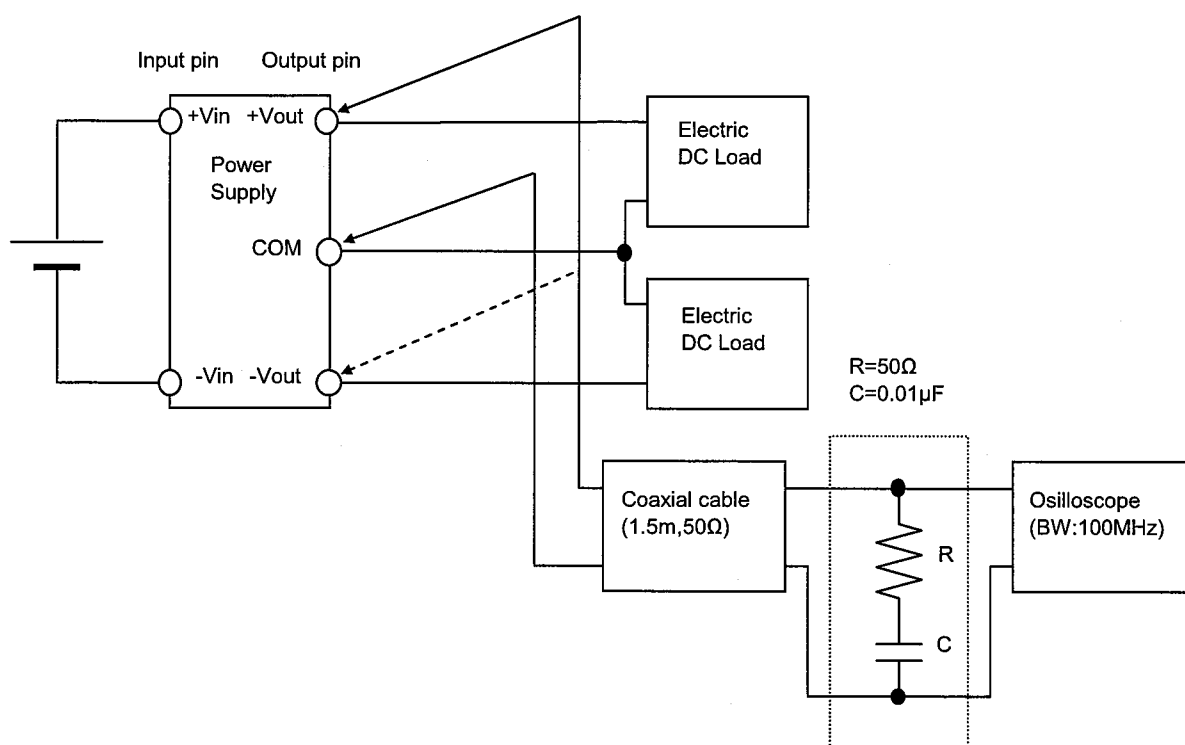 Input pin Output pin
+Vin +Vout
Power
Supply
COM
-Vin -Vout
Electric
DC Load
Electric
DC Load
R=50Ω
C=0.01µF
Coaxial cable
(1.5m,50Ω)
R
C
Osilloscope
(BW:100MHz)